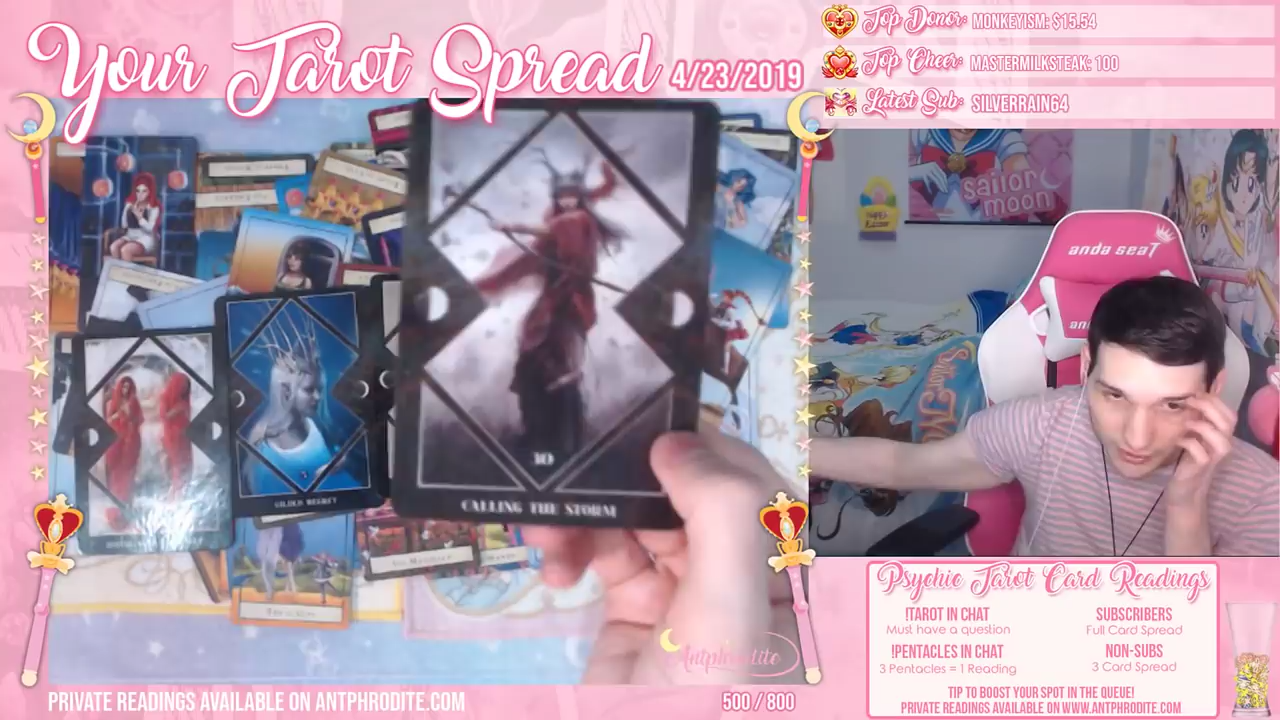 Your Tarot Spread 4/23/2019
Top Donor: MONKEYISM: $15.54
Top Cheer: MASTERMILKSTEAK: 100
Latest Sub: SILVERRAIN64
sailor
moon
anda seaT
10
CALLING THE STORM
Antphrodite
Psychic Tarot Card Readings
!TAROT IN CHAT
Must have a question
SUBSCRIBERS
Full Card Spread
!PENTACLES IN CHAT
3 Pentacles = 1 Reading
NON-SUBS
3 Card Spread
TIP TO BOOST YOUR SPOT IN THE QUEUE!
PRIVATE READINGS AVAILABLE ON WWW.ANTPHRODITE.COM
PRIVATE READINGS AVAILABLE ON ANTPHRODITE.COM
500 / 800